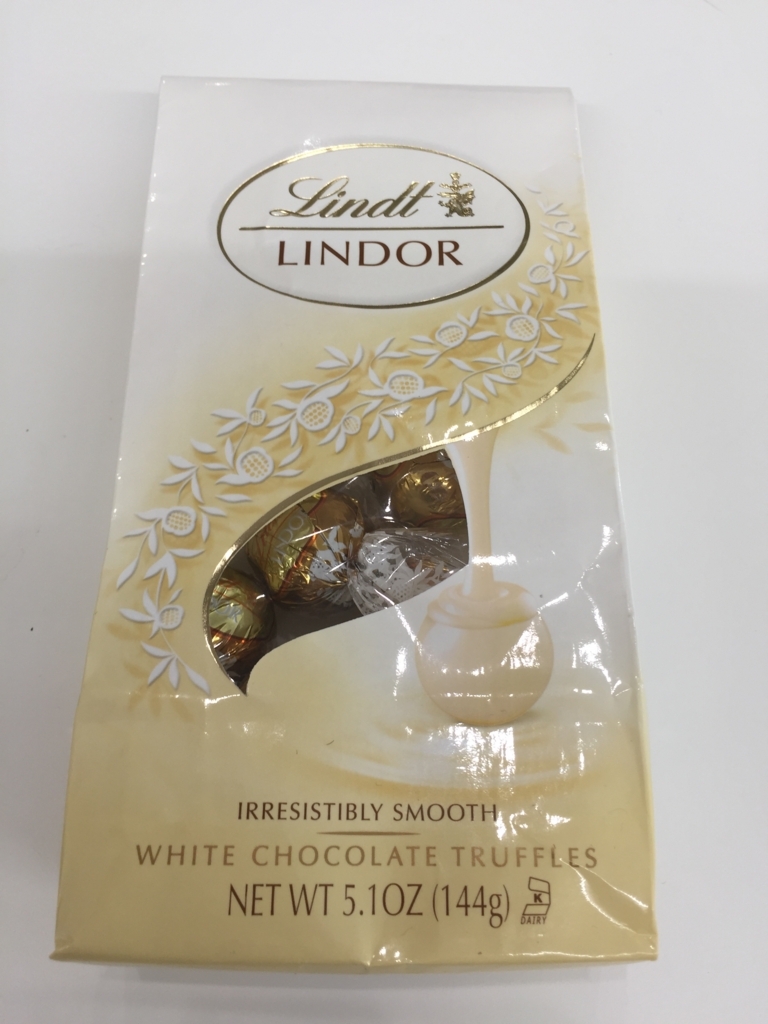 Lindt
LINDOR
IRRESISTIBLY SMOOTH
WHITE CHOCOLATE TRUFFLES
NET WT 5.1OZ (144g)
K
DAIRY